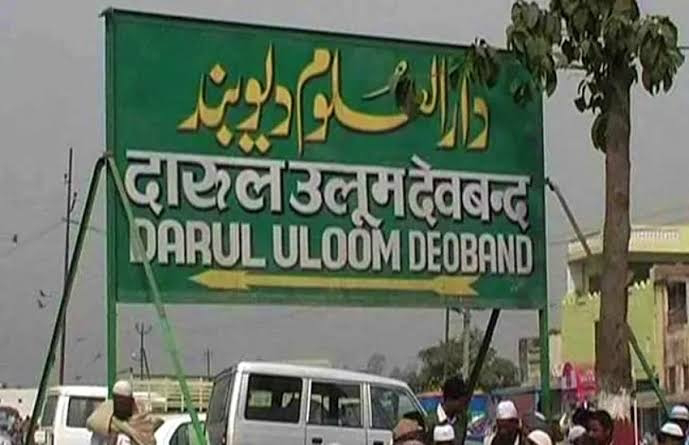 دارالعلوم دیوبند
दारुल उलूम देवबन्द
DARUL ULOOM DEOBAND